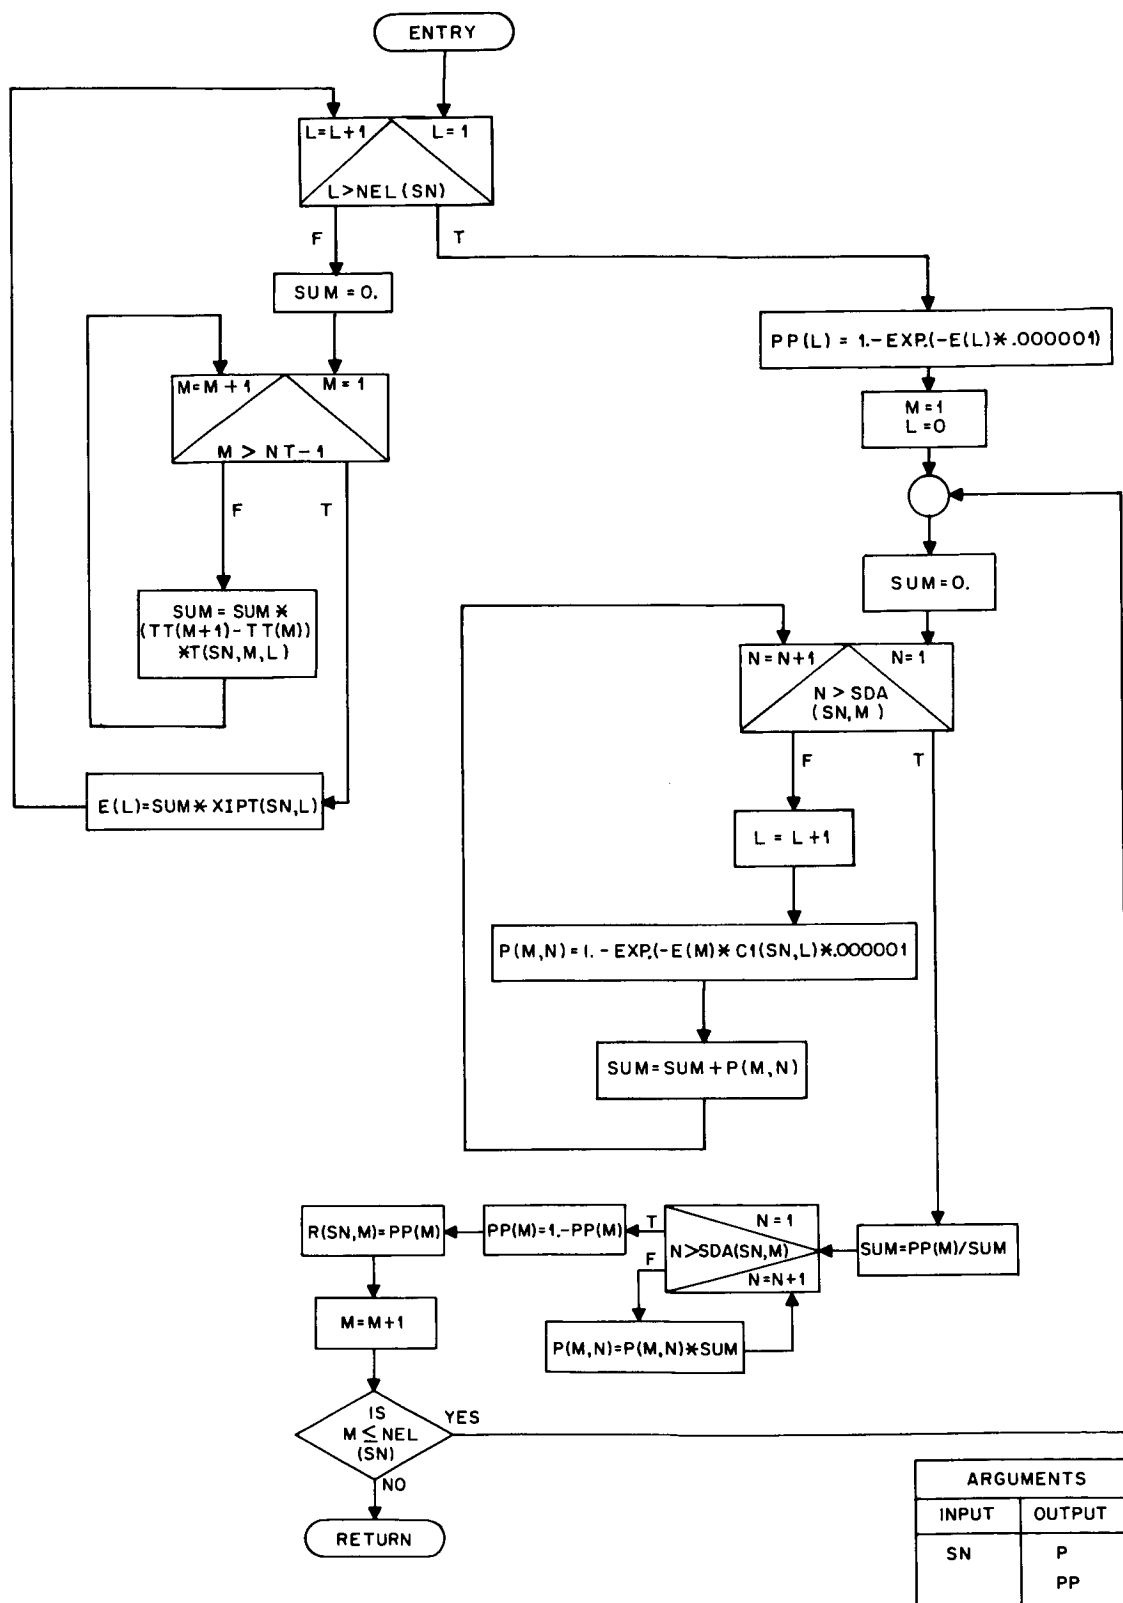 ENTRY
L=L+1
L=1
L>NEL(SN)
F
T
SUM=0.
M=M+1
M=1
M > NT-1
F
T
SUM = SUM *
(TT(M+1)-TT(M))
*T(SN,M,L)
E(L)=SUM * XIPT(SN,L)
PP(L) = 1.-EXP.(-E(L)*.000001)
M=1
L=0
SUM=0.
N=N+1
N=1
N > SDA
(SN,M)
F
T
L = L+1
P(M,N)=1.-EXP.(-E(M)*C1(SN,L)*.000001
SUM=SUM+P(M,N)
SUM=PP(M)/SUM
N=1
N>SDA(SN,M)
N=N+1
T
F
P(M,N)=P(M,N)*SUM
PP(M)=1.-PP(M)
R(SN,M)=PP(M)
M=M+1
IS
M ≤ NEL
(SN)
YES
NO
RETURN
ARGUMENTS
INPUT OUTPUT
SN P
PP